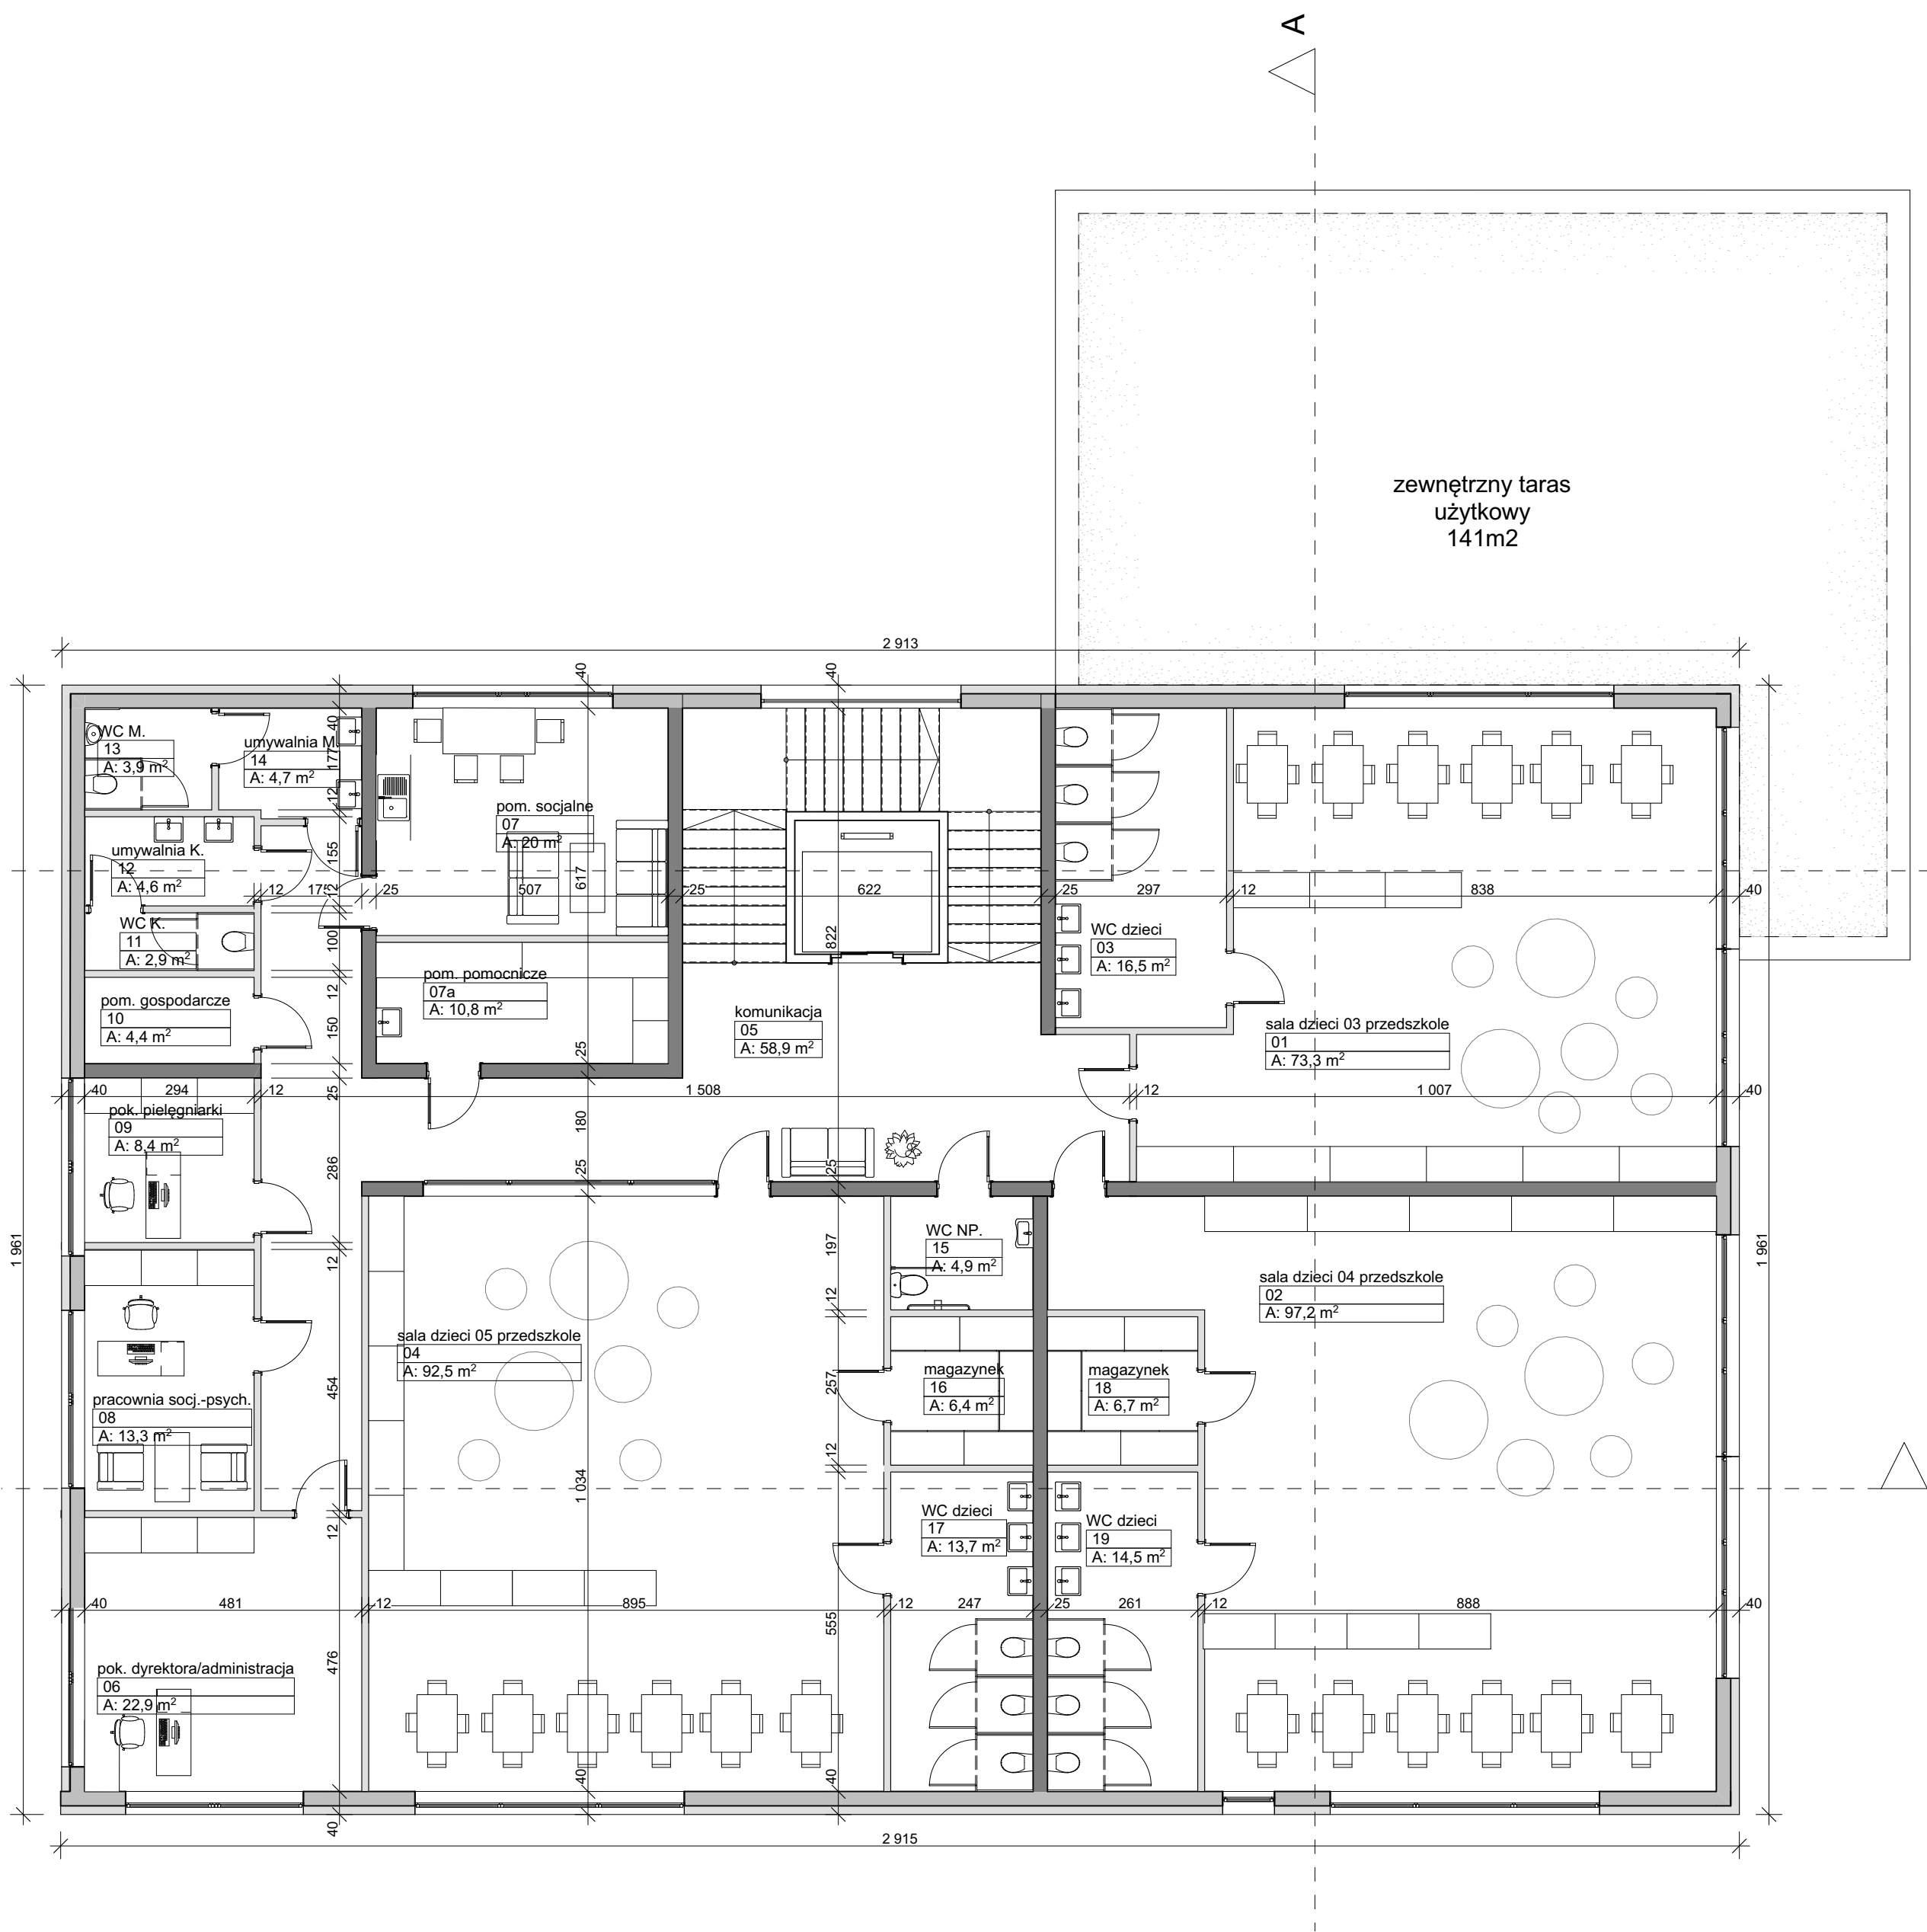 A
zewnętrzny taras
użytkowy
141m2
2 913
40
40
WC M.
13
A: 3,9 m²
umywalnia M.
14
A: 4,7 m²
40
177
12
pom. socjalne
07
A: 20 m²
umywalnia K.
12
A: 4,6 m²
155
12
12
25
507
617
25
622
25
297
12
838
40
WC K.
11
A: 2,9 m²
100
822
WC dzieci
03
A: 16,5 m²
pom. gospodarcze
10
A: 4,4 m²
12
150
pom. pomocnicze
07a
A: 10,8 m²
25
komunikacja
05
A: 58,9 m²
sala dzieci 03 przedszkole
01
A: 73,3 m²
40
294
12
25
1 508
12
1 007
40
pok. pielęgniarki
09
A: 8,4 m²
286
180
25
25
1 961
12
197
12
WC NP.
15
A: 4,9 m²
sala dzieci 04 przedszkole
02
A: 97,2 m²
1 961
sala dzieci 05 przedszkole
04
A: 92,5 m²
magazynek
16
A: 6,4 m²
magazynek
18
A: 6,7 m²
257
454
pracownia socj.-psych.
08
A: 13,3 m²
12
1 034
12
WC dzieci
17
A: 13,7 m²
WC dzieci
19
A: 14,5 m²
40
481
12
895
555
12
247
25
261
12
888
40
476
pok. dyrektora/administracja
06
A: 22,9 m²
40
40
40
2 915